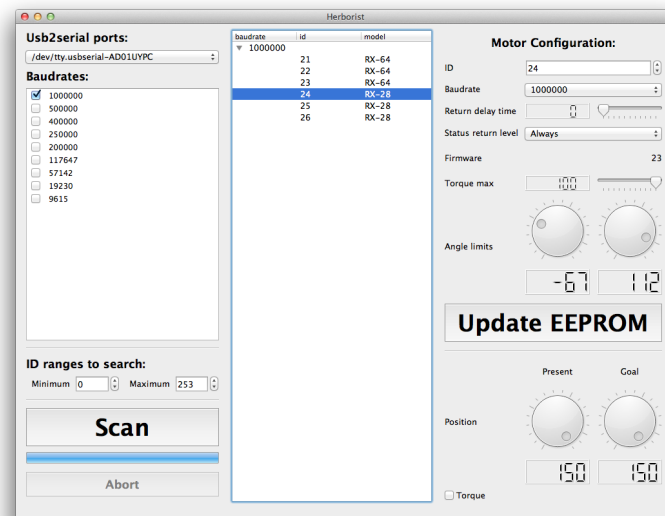 Herborist
Usb2serial ports:
/dev/tty.usbserial-AD01UYPC
Baudrates:
1000000
500000
400000
250000
200000
117647
57142
19230
9615
ID ranges to search:
Minimum 0 Maximum 253
Scan
Abort
baudrate id model
1000000
21 RX-64
22 RX-64
23 RX-64
24 RX-28
25 RX-28
26 RX-28
Motor Configuration:
ID 24
Baudrate 1000000
Return delay time 0
Status return level Always
Firmware 23
Torque max 100
Angle limits
-67 112
Update EEPROM
Present Goal
Position
150 150
Torque